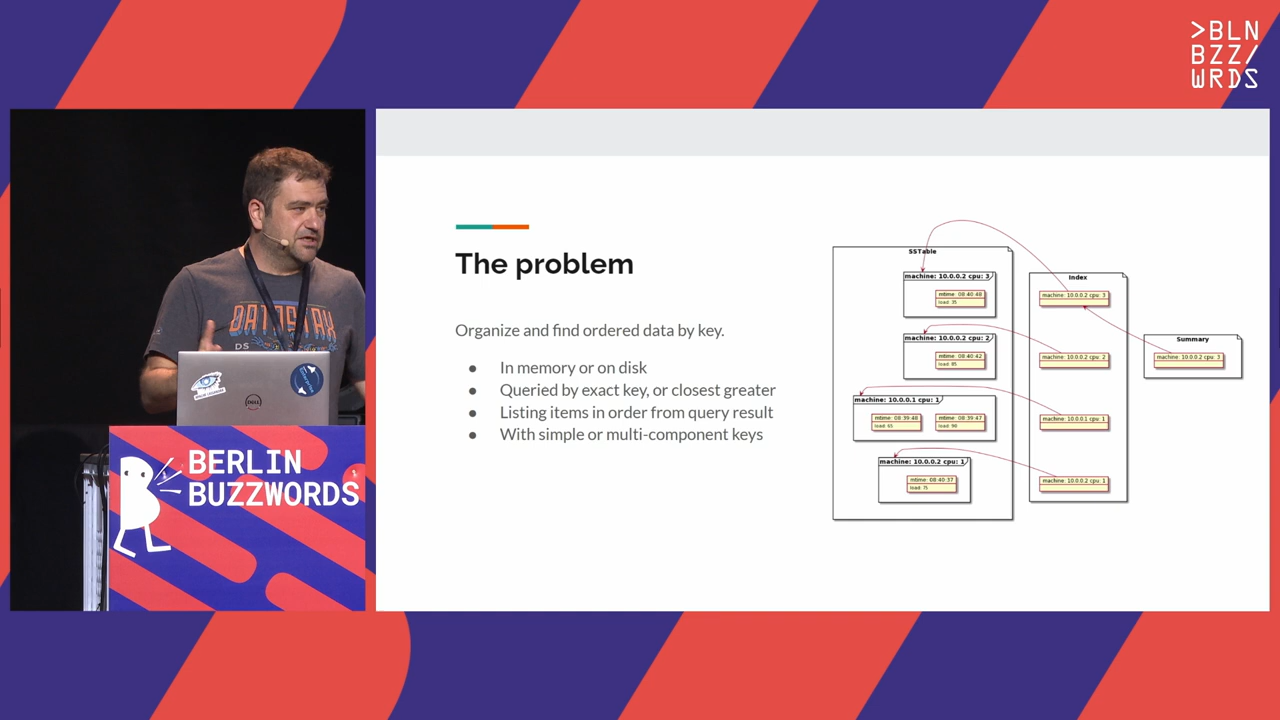 >BLN
BZZ/
WRDS
DATASTAX
DS
DELL
BERLIN
BUZZWORDS
The problem
Organize and find ordered data by key.
● In memory or on disk
● Queried by exact key, or closest greater
● Listing items in order from query result
● With simple or multi-component keys
SSTable
machine: 10.0.0.2 cpu: 3
mtime: 08:40:48
load: 35
machine: 10.0.0.2 cpu: 2
mtime: 08:40:42
load: 85
machine: 10.0.0.1 cpu: 1
mtime: 08:39:48
load: 65
mtime: 08:39:47
load: 90
machine: 10.0.0.2 cpu: 1
mtime: 08:40:37
load: 75
Index
machine: 10.0.0.2 cpu: 3
machine: 10.0.0.2 cpu: 2
machine: 10.0.0.1 cpu: 1
machine: 10.0.0.2 cpu: 1
Summary
machine: 10.0.0.2 cpu: 3